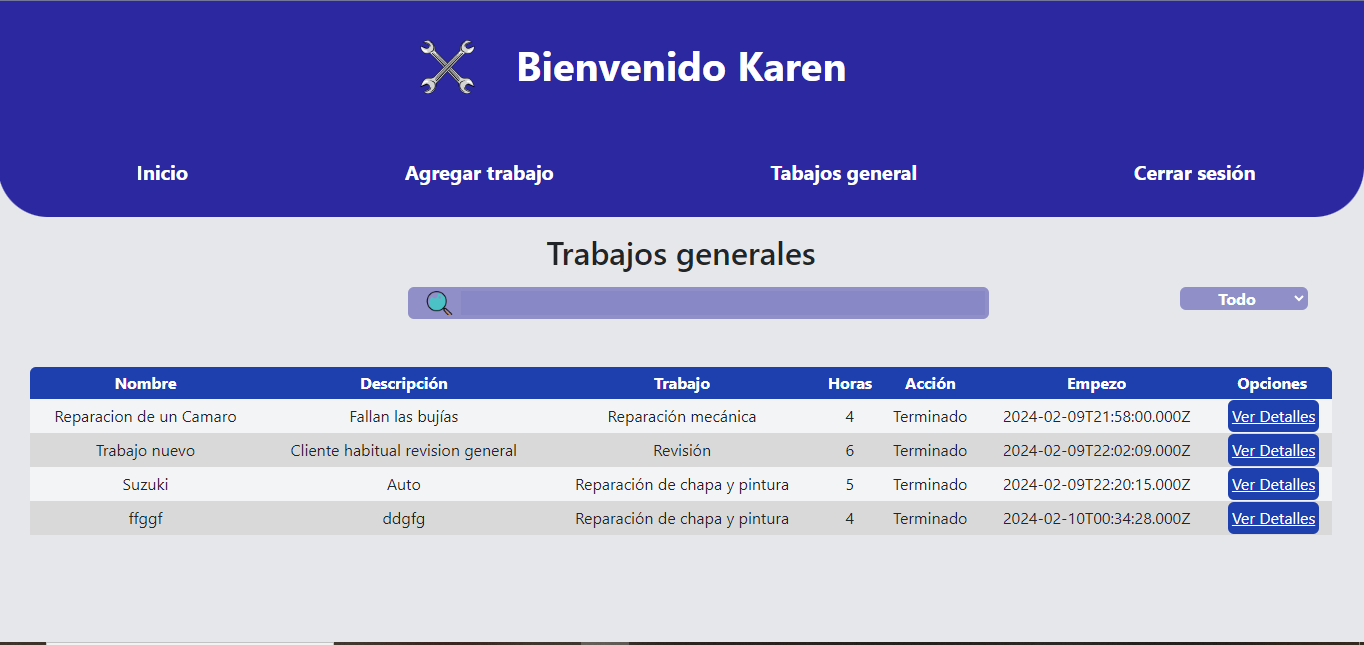 Bienvenido Karen
Inicio Agregar trabajo Tabajos general Cerrar sesión
Trabajos generales
Todo
Nombre Descripción Trabajo Horas Acción Empezo Opciones
Reparacion de un Camaro Fallan las bujías Reparación mecánica 4 Terminado 2024-02-09T21:58:00.000Z Ver Detalles
Trabajo nuevo Cliente habitual revision general Revisión 6 Terminado 2024-02-09T22:02:09.000Z Ver Detalles
Suzuki Auto Reparación de chapa y pintura 5 Terminado 2024-02-09T22:20:15.000Z Ver Detalles
ffggf ddgfg Reparación de chapa y pintura 4 Terminado 2024-02-10T00:34:28.000Z Ver Detalles